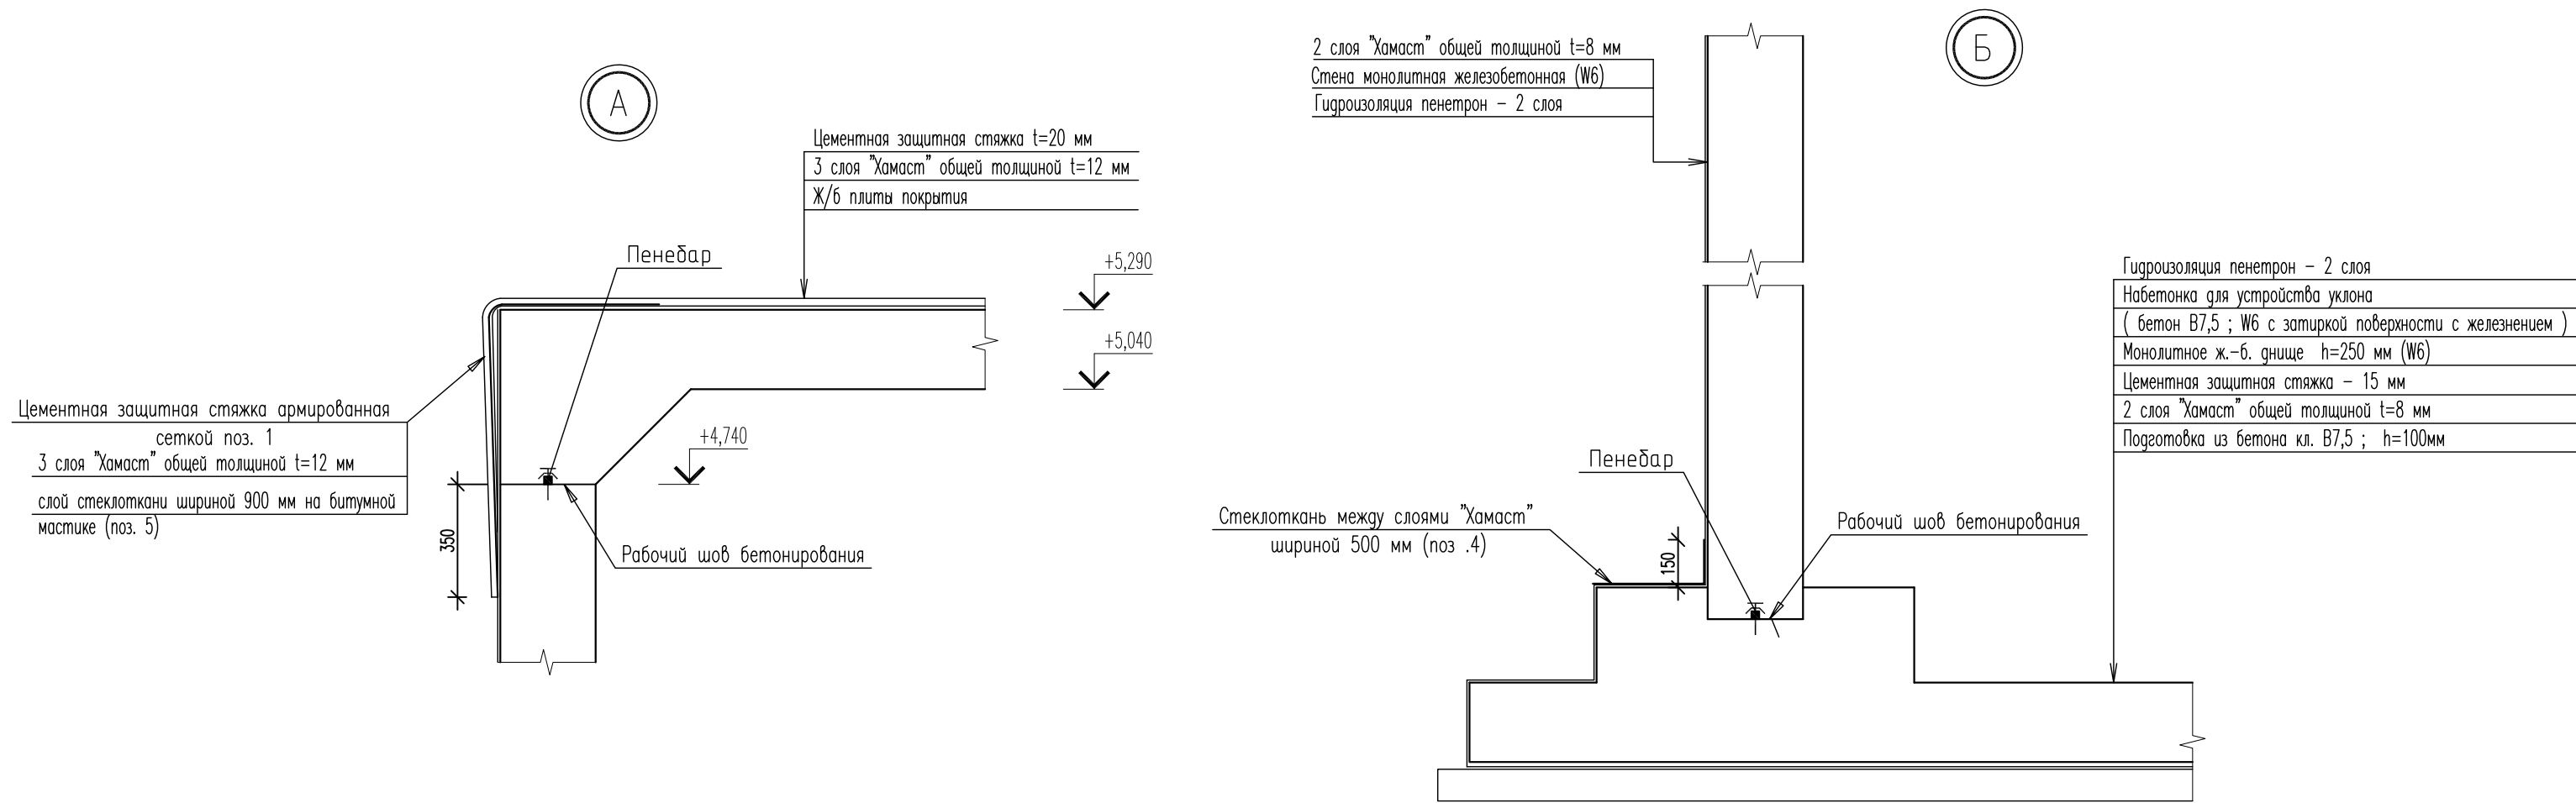 А
Цементная защитная стяжка t=20 мм
3 слоя "Хамаст" общей толщиной t=12 мм
Ж/б плиты покрытия
Пенебар
+5,290
+5,040
+4,740
Цементная защитная стяжка армированная
сеткой поз. 1
3 слоя "Хамаст" общей толщиной t=12 мм
слой стеклоткани шириной 900 мм на битумной
мастике (поз. 5)
350
Рабочий шов бетонирования
Б
2 слоя "Хамаст" общей толщиной t=8 мм
Стена монолитная железобетонная (W6)
Гидроизоляция пенетрон - 2 слоя
Гидроизоляция пенетрон - 2 слоя
Набетонка для устройства уклона
( бетон В7,5 ; W6 с затиркой поверхности с железнением )
Монолитное ж.-б. днище h=250 мм (W6)
Цементная защитная стяжка - 15 мм
2 слоя "Хамаст" общей толщиной t=8 мм
Подготовка из бетона кл. В7,5 ; h=100мм
Пенебар
Стеклоткань между слоями "Хамаст"
шириной 500 мм (поз .4)
150
Рабочий шов бетонирования